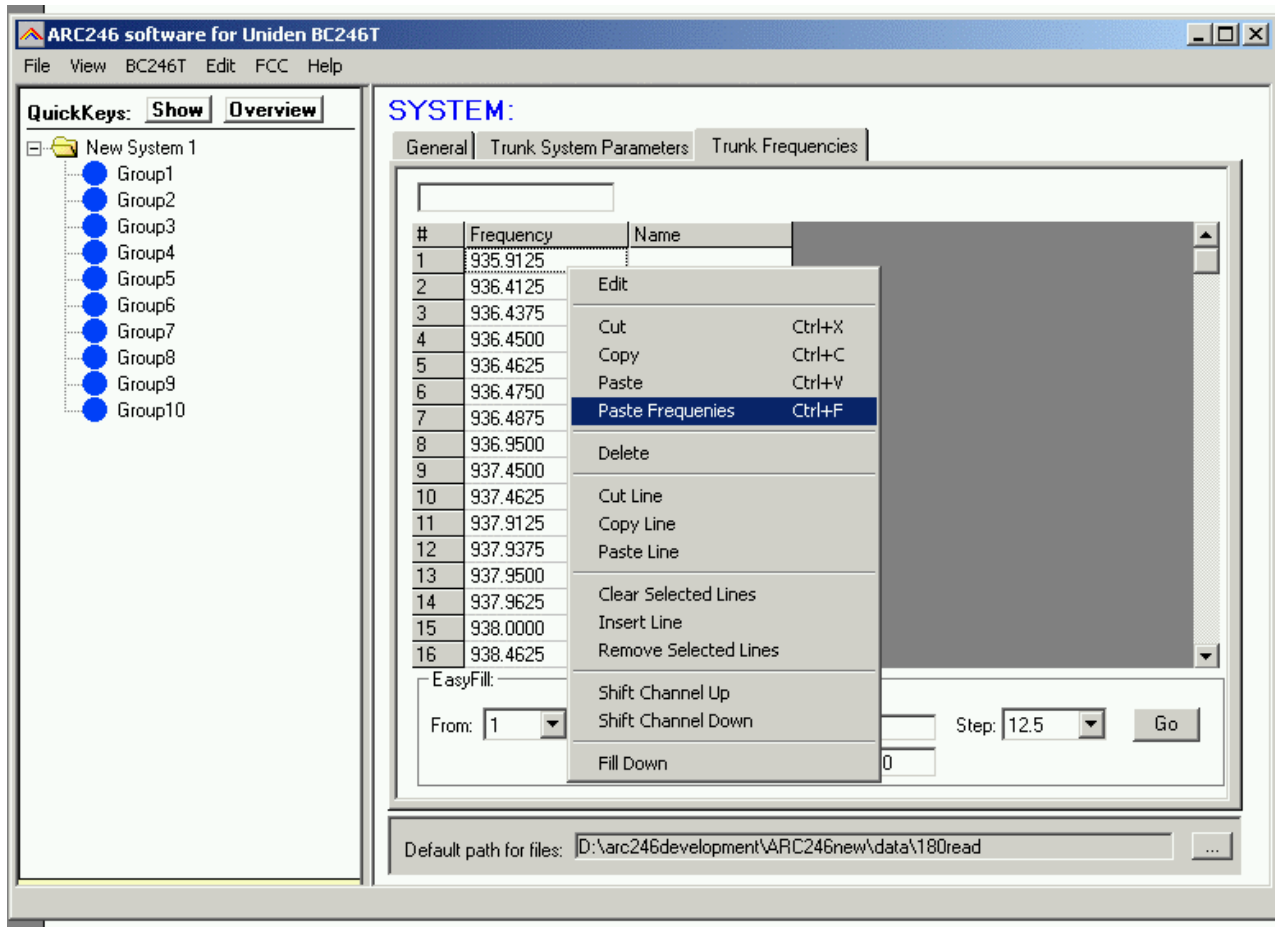 ARC246 software for Uniden BC246T
File View BC246T Edit FCC Help
QuickKeys: Show Overview
New System 1
Group1
Group2
Group3
Group4
Group5
Group6
Group7
Group8
Group9
Group10
SYSTEM:
General Trunk System Parameters Trunk Frequencies
# Frequency Name
1 935.9125
2 936.4125
3 936.4375
4 936.4500
5 936.4625
6 936.4750
7 936.4875
8 936.9500
9 937.4500
10 937.4625
11 937.9125
12 937.9375
13 937.9500
14 937.9625
15 938.0000
16 938.4625
Edit
Cut Ctrl+X
Copy Ctrl+C
Paste Ctrl+V
Paste Frequenies Ctrl+F
Delete
Cut Line
Copy Line
Paste Line
Clear Selected Lines
Insert Line
Remove Selected Lines
Shift Channel Up
Shift Channel Down
Fill Down
EasyFill:
From: 1 Step: 12.5 Go
0
Default path for files: D:\arc246development\ARC246new\data\180read ...